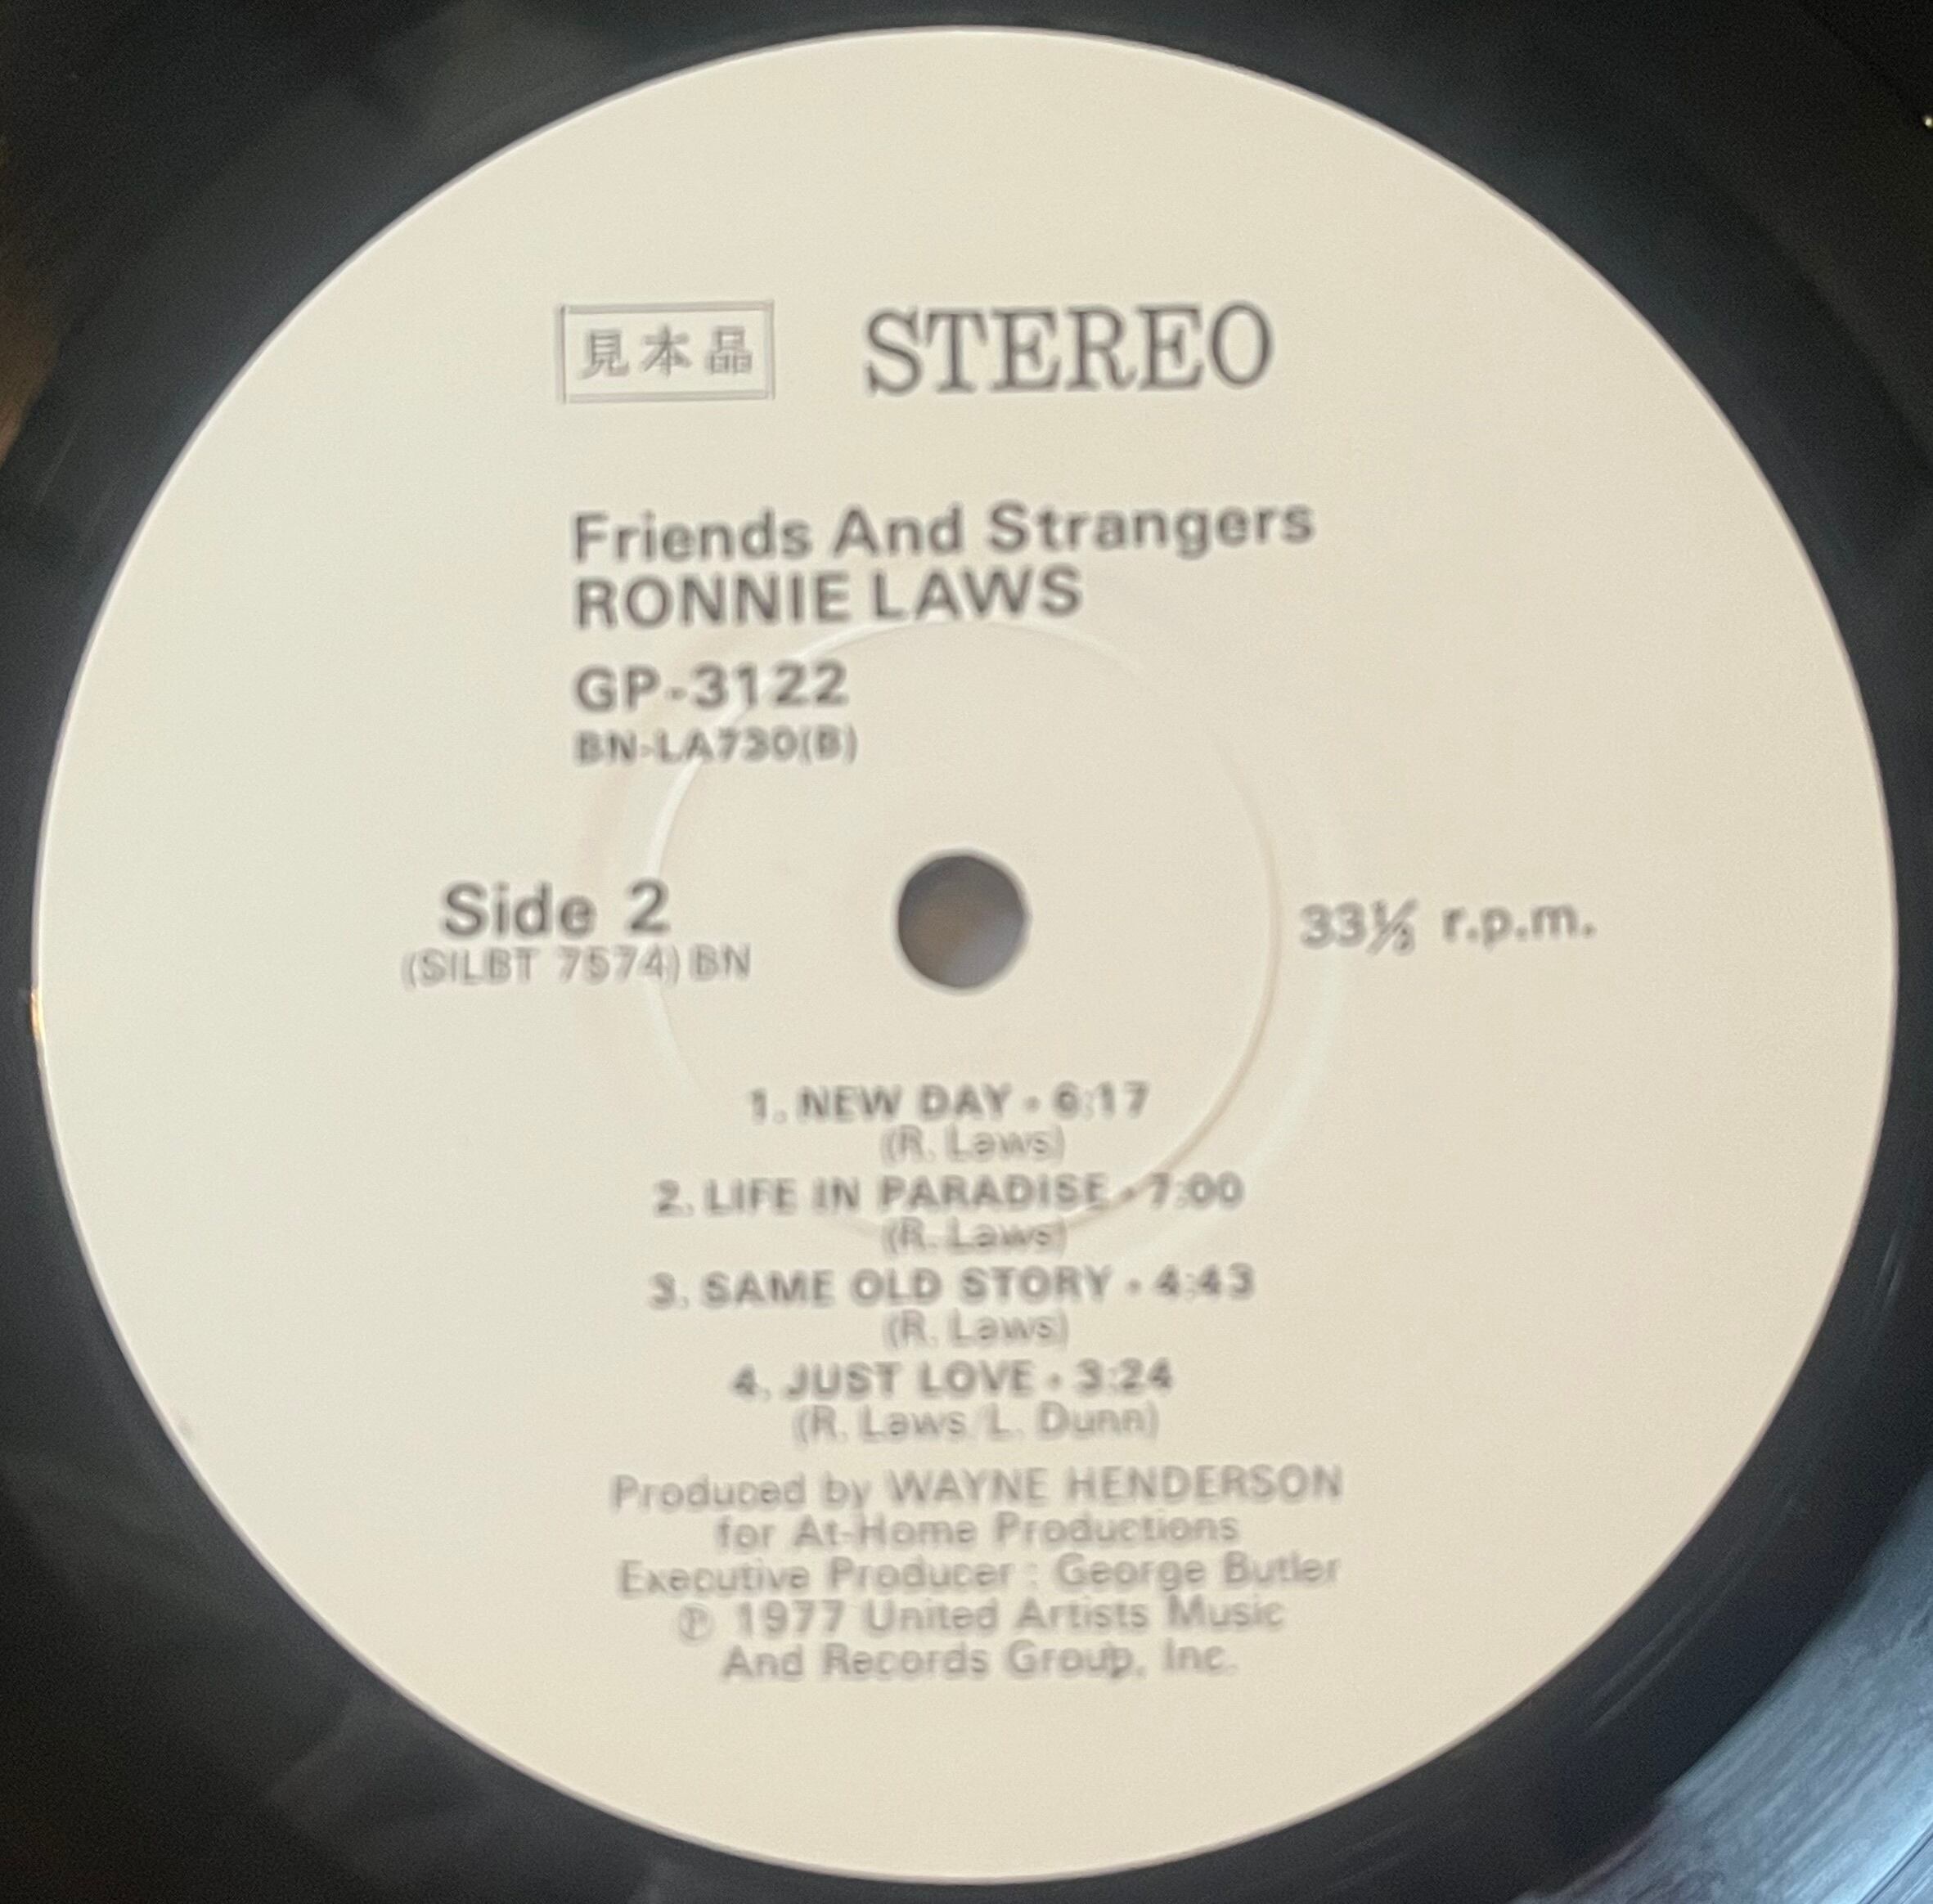 見本品 STEREO
Friends And Strangers
RONNIE LAWS
GP-3122
BN-LA730(B)
Side 2
(SILBT 7574) BN
33⅓ r.p.m.
1. NEW DAY • 6:17
(R. Laws)
2. LIFE IN PARADISE • 7:00
(R. Laws)
3. SAME OLD STORY • 4:43
(R. Laws)
4. JUST LOVE • 3:24
(R. Laws/L. Dunn)
Produced by WAYNE HENDERSON
for At-Home Productions
Executive Producer : George Butler
℗ 1977 United Artists Music
And Records Group, Inc.